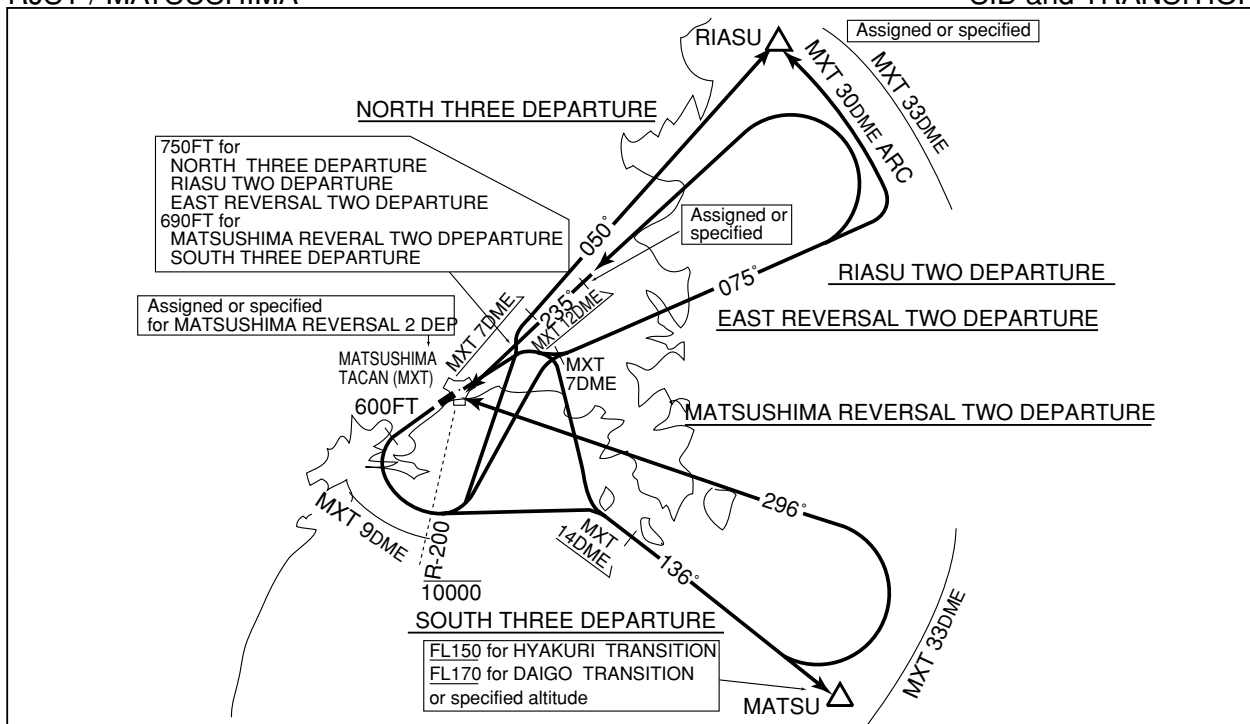 RJST / MATSUSHIMA
SID and TRANSITION
RIASU
Assigned or specified
MXT 30DME ARC
MXT 33DME
NORTH THREE DEPARTURE
750FT for
NORTH THREE DEPARTURE
RIASU TWO DEPARTURE
EAST REVERSAL TWO DEPARTURE
690FT for
MATSUSHIMA REVERAL TWO DPEPARTURE
SOUTH THREE DEPARTURE
050°
Assigned or
specified
075°
RIASU TWO DEPARTURE
235°
Assigned or specified
for MATSUSHIMA REVERSAL 2 DEP
MXT 7DME
MXT 12DME
EAST REVERSAL TWO DEPARTURE
MATSUSHIMA
TACAN (MXT)
MXT
7DME
600FT
MATSUSHIMA REVERSAL TWO DEPARTURE
296°
MXT 9DME
R-200
10000
MXT
14DME
136°
SOUTH THREE DEPARTURE
FL150 for HYAKURI TRANSITION
FL170 for DAIGO TRANSITION
or specified altitude
MATSU
MXT 33DME